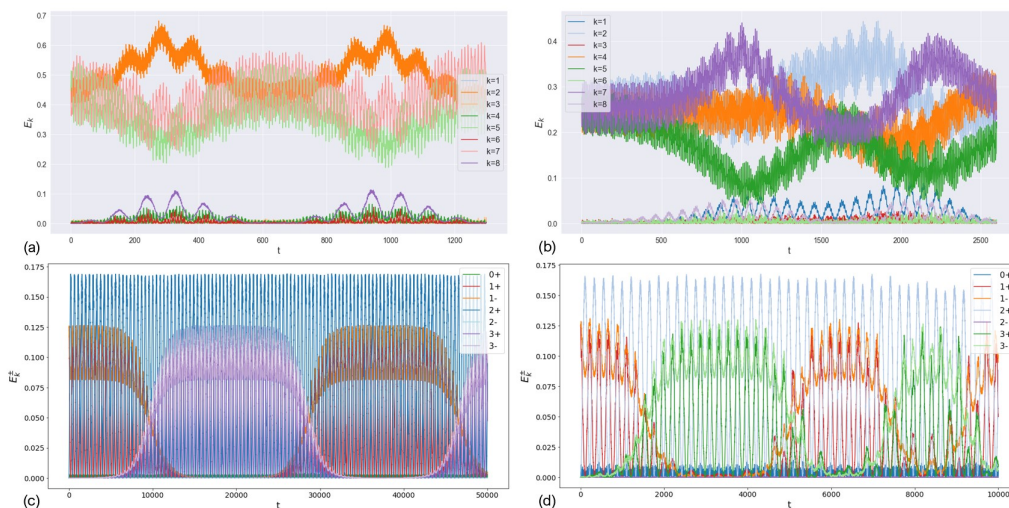 0.7
0.6
0.5
0.4
0.3
0.2
0.1
0.0
E_k
0
200
400
600
800
1000
1200
t
(a)
k=1
k=2
k=3
k=4
k=5
k=6
k=7
k=8
0.4
0.3
0.2
0.1
0.0
E_k
0
500
1000
1500
2000
2500
t
(b)
k=1
k=2
k=3
k=4
k=5
k=6
k=7
k=8
0.175
0.150
0.125
0.100
0.075
0.050
0.025
0.000
E_k^±
0
10000
20000
30000
40000
50000
t
(c)
0+
1+
1-
2+
2-
3+
3-
0.175
0.150
0.125
0.100
0.075
0.050
0.025
0.000
E_k^±
0
2000
4000
6000
8000
10000
t
(d)
0+
1+
1-
2+
2-
3+
3-